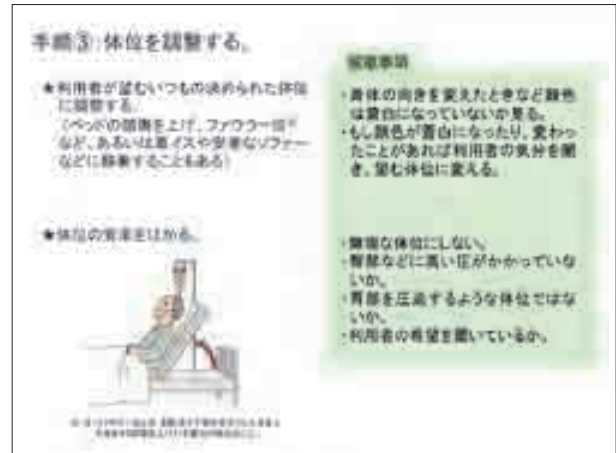 手順③:体位を調整する。
★利用者が望むいつもの決められた体位
に調整する。
(ベッドの頭側を上げ、ファウラー位※
など、あるいは車イスや安楽なソファー
などに移乗することもある)
★体位の安楽をはかる。
留意事項
・身体の向きを変えたときなど顔色
は蒼白になっていないか見る。
・もし顔色が蒼白になったり、変わっ
たことがあれば利用者の気分を聞
き、望む体位に変える。
・無理な体位にしない。
・臀部などに高い圧がかかっていな
いか。
・胃部を圧迫するような体位ではな
いか。
・利用者の希望を聞いているか。